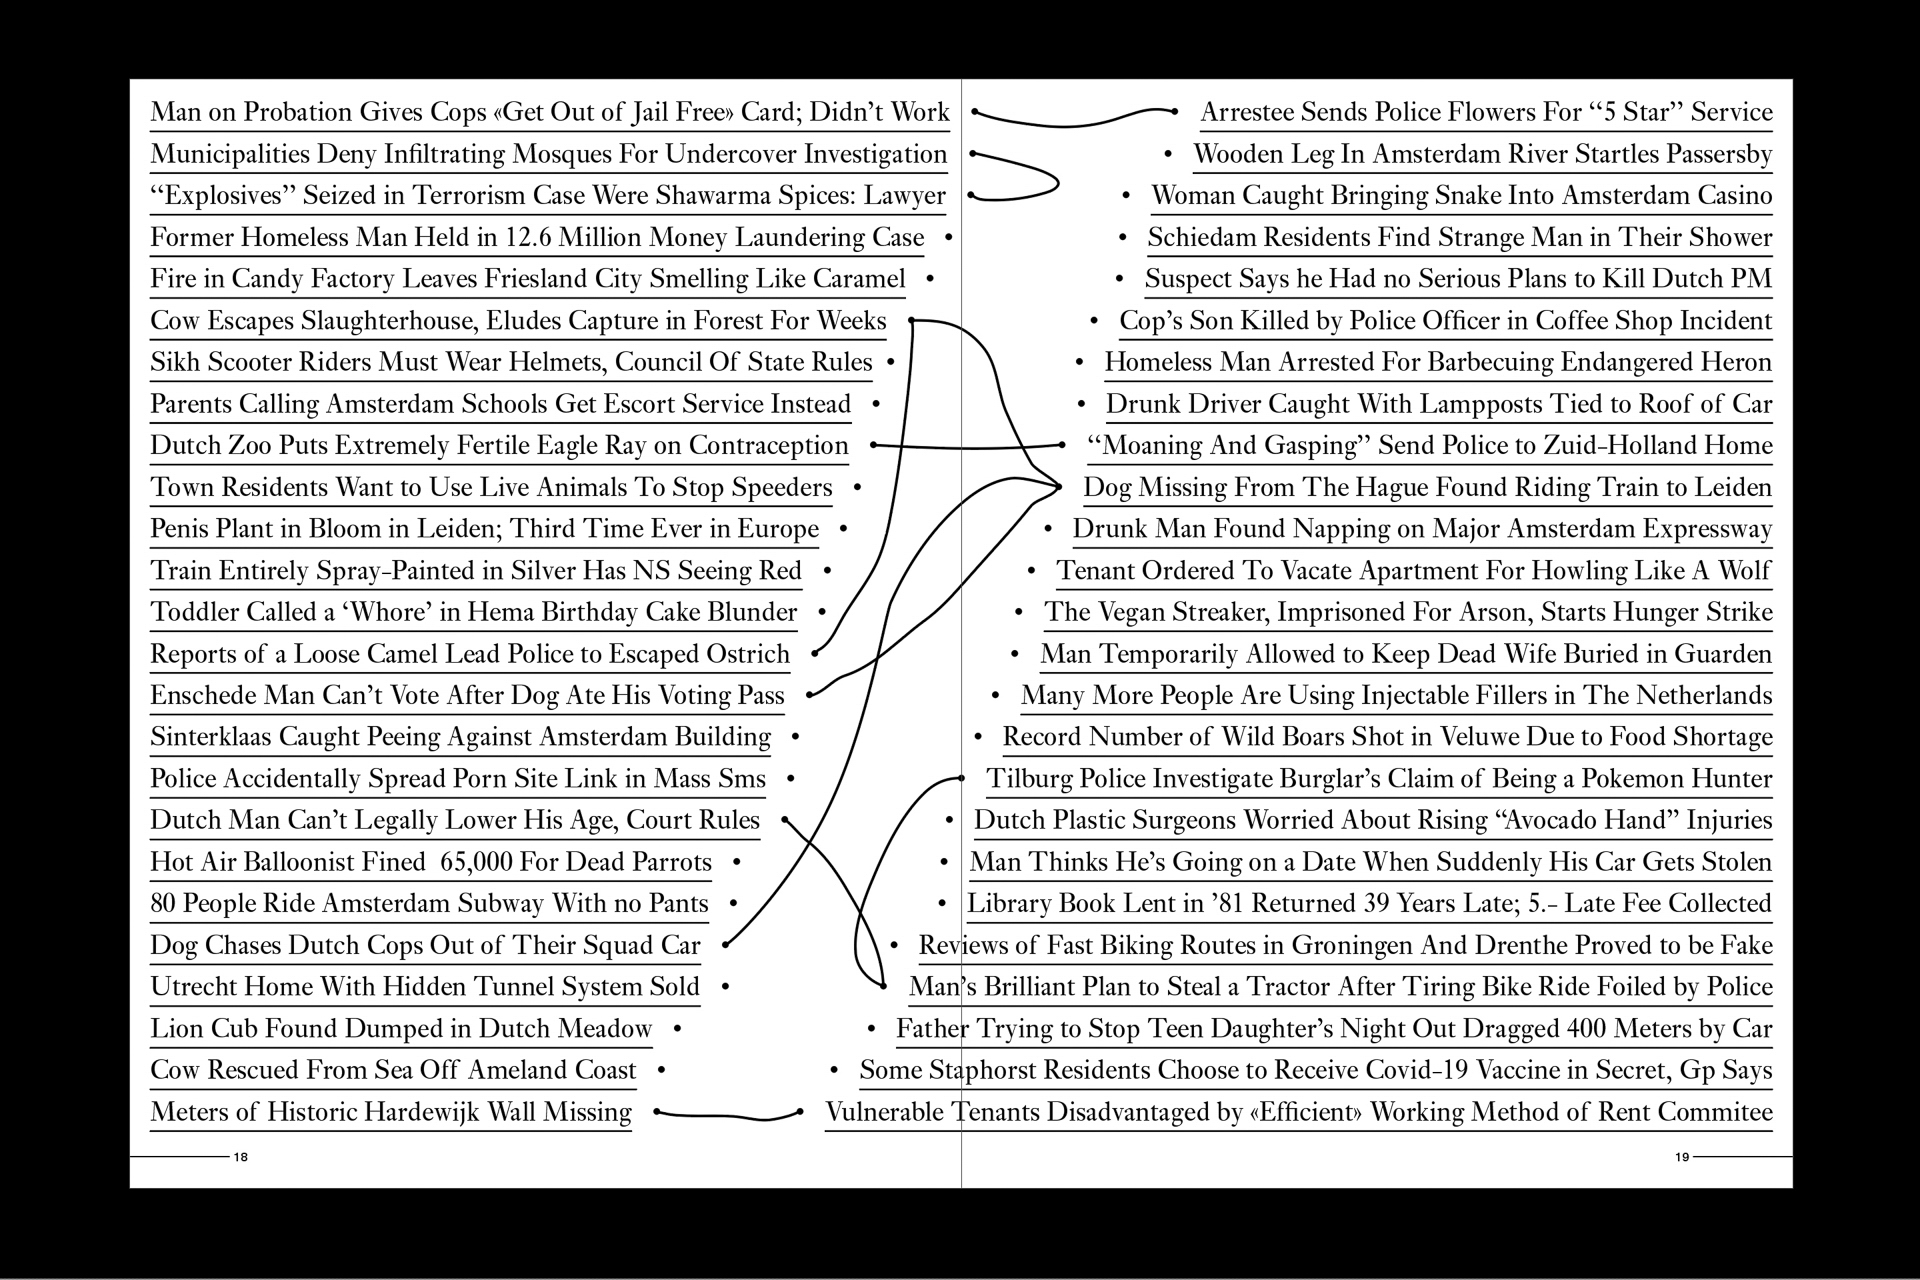 Man on Probation Gives Cops «Get Out of Jail Free» Card; Didn’t Work
Municipalities Deny Infiltrating Mosques For Undercover Investigation
“Explosives” Seized in Terrorism Case Were Shawarma Spices: Lawyer
Former Homeless Man Held in 12.6 Million Money Laundering Case
Fire in Candy Factory Leaves Friesland City Smelling Like Caramel
Cow Escapes Slaughterhouse, Eludes Capture in Forest For Weeks
Sikh Scooter Riders Must Wear Helmets, Council Of State Rules
Parents Calling Amsterdam Schools Get Escort Service Instead
Dutch Zoo Puts Extremely Fertile Eagle Ray on Contraception
Town Residents Want to Use Live Animals To Stop Speeders
Penis Plant in Bloom in Leiden; Third Time Ever in Europe
Train Entirely Spray-Painted in Silver Has NS Seeing Red
Toddler Called a ‘Whore’ in Hema Birthday Cake Blunder
Reports of a Loose Camel Lead Police to Escaped Ostrich
Enschede Man Can’t Vote After Dog Ate His Voting Pass
Sinterklaas Caught Peeing Against Amsterdam Building
Police Accidentally Spread Porn Site Link in Mass Sms
Dutch Man Can’t Legally Lower His Age, Court Rules
Hot Air Balloonist Fined 65,000 For Dead Parrots
80 People Ride Amsterdam Subway With no Pants
Dog Chases Dutch Cops Out of Their Squad Car
Utrecht Home With Hidden Tunnel System Sold
Lion Cub Found Dumped in Dutch Meadow
Cow Rescued From Sea Off Ameland Coast
Meters of Historic Hardewijk Wall Missing
18
Arrestee Sends Police Flowers For “5 Star” Service
Wooden Leg In Amsterdam River Startles Passersby
Woman Caught Bringing Snake Into Amsterdam Casino
Schiedam Residents Find Strange Man in Their Shower
Suspect Says he Had no Serious Plans to Kill Dutch PM
Cop’s Son Killed by Police Officer in Coffee Shop Incident
Homeless Man Arrested For Barbecuing Endangered Heron
Drunk Driver Caught With Lampposts Tied to Roof of Car
“Moaning And Gasping” Send Police to Zuid-Holland Home
Dog Missing From The Hague Found Riding Train to Leiden
Drunk Man Found Napping on Major Amsterdam Expressway
Tenant Ordered To Vacate Apartment For Howling Like A Wolf
The Vegan Streaker, Imprisoned For Arson, Starts Hunger Strike
Man Temporarily Allowed to Keep Dead Wife Buried in Guarden
Many More People Are Using Injectable Fillers in The Netherlands
Record Number of Wild Boars Shot in Veluwe Due to Food Shortage
Tilburg Police Investigate Burglar’s Claim of Being a Pokemon Hunter
Dutch Plastic Surgeons Worried About Rising “Avocado Hand” Injuries
Man Thinks He’s Going on a Date When Suddenly His Car Gets Stolen
Library Book Lent in ’81 Returned 39 Years Late; 5.- Late Fee Collected
Reviews of Fast Biking Routes in Groningen And Drenthe Proved to be Fake
Man’s Brilliant Plan to Steal a Tractor After Tiring Bike Ride Foiled by Police
Father Trying to Stop Teen Daughter’s Night Out Dragged 400 Meters by Car
Some Staphorst Residents Choose to Receive Covid-19 Vaccine in Secret, Gp Says
Vulnerable Tenants Disadvantaged by «Efficient» Working Method of Rent Commitee
19